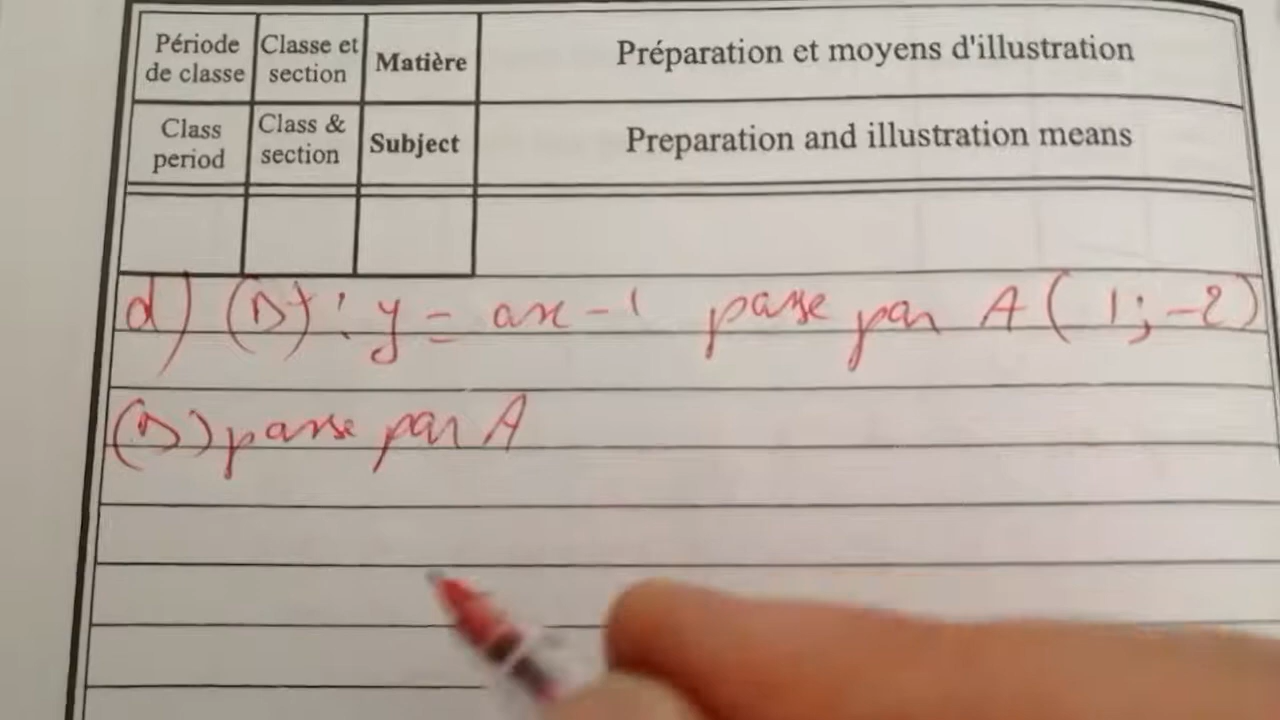 Période de classe
Classe et section
Matière
Préparation et moyens d'illustration
Class period
Class & section
Subject
Preparation and illustration means
d) (D): y = ax - 1 passe par A ( 1 ; -2)
(D) passe par A